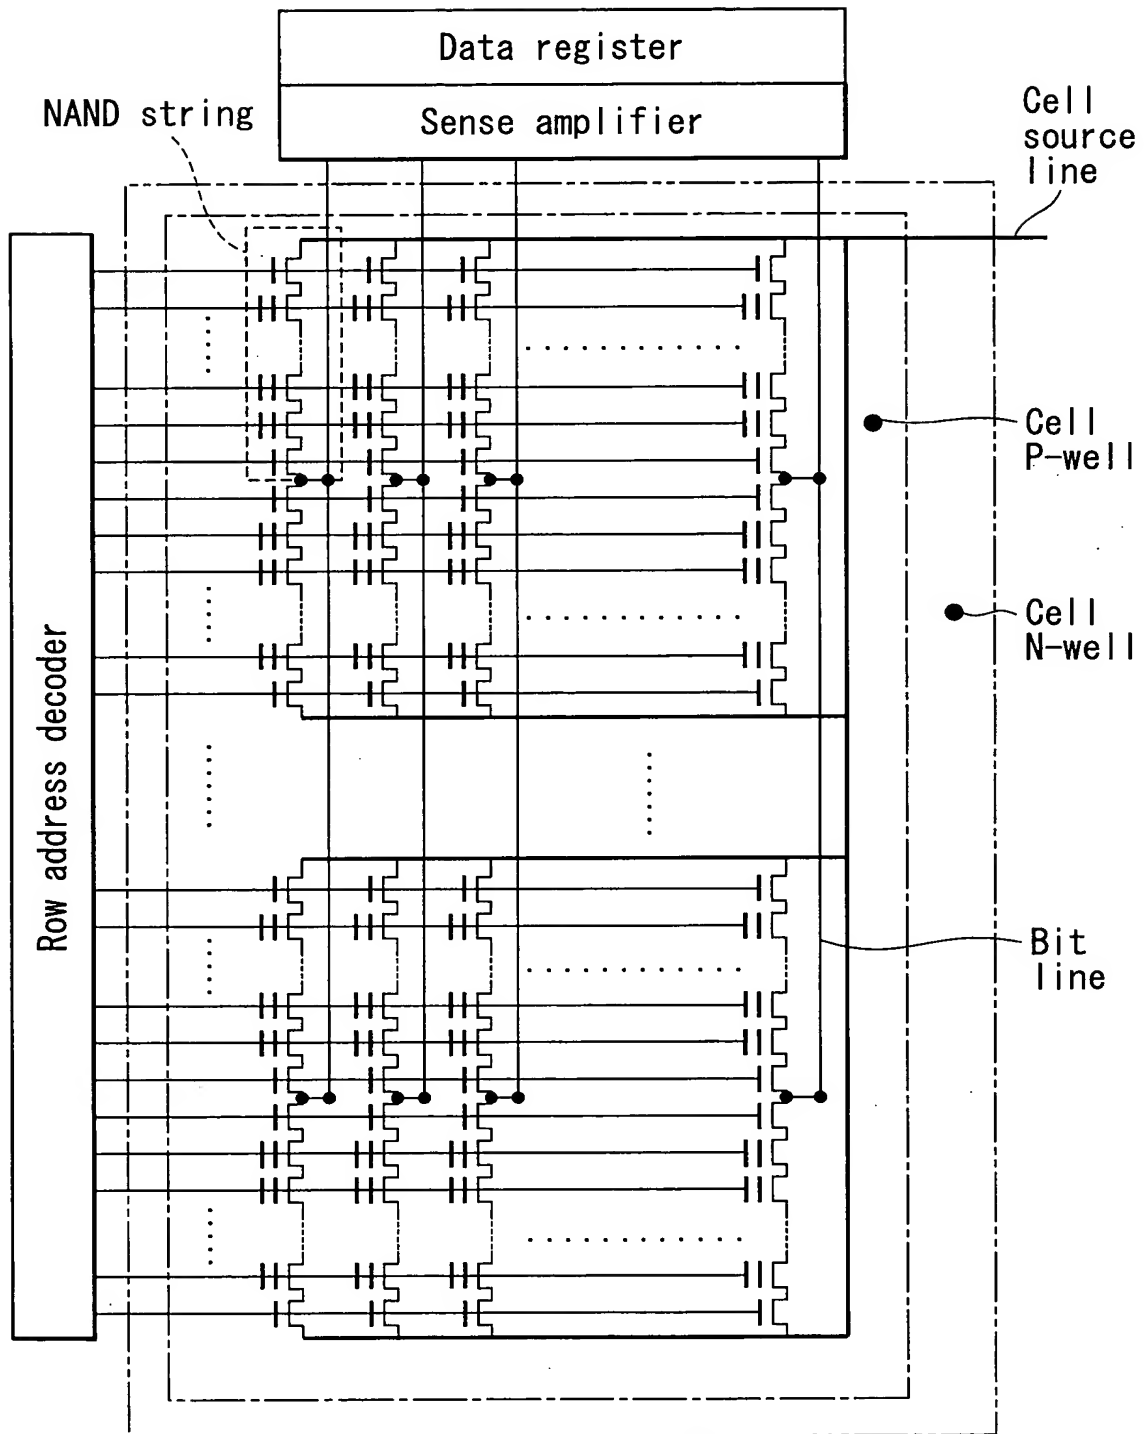 Data register
Sense amplifier
NAND string
Cell
source
line
Cell
P-well
Cell
N-well
Row address decoder
Bit
line